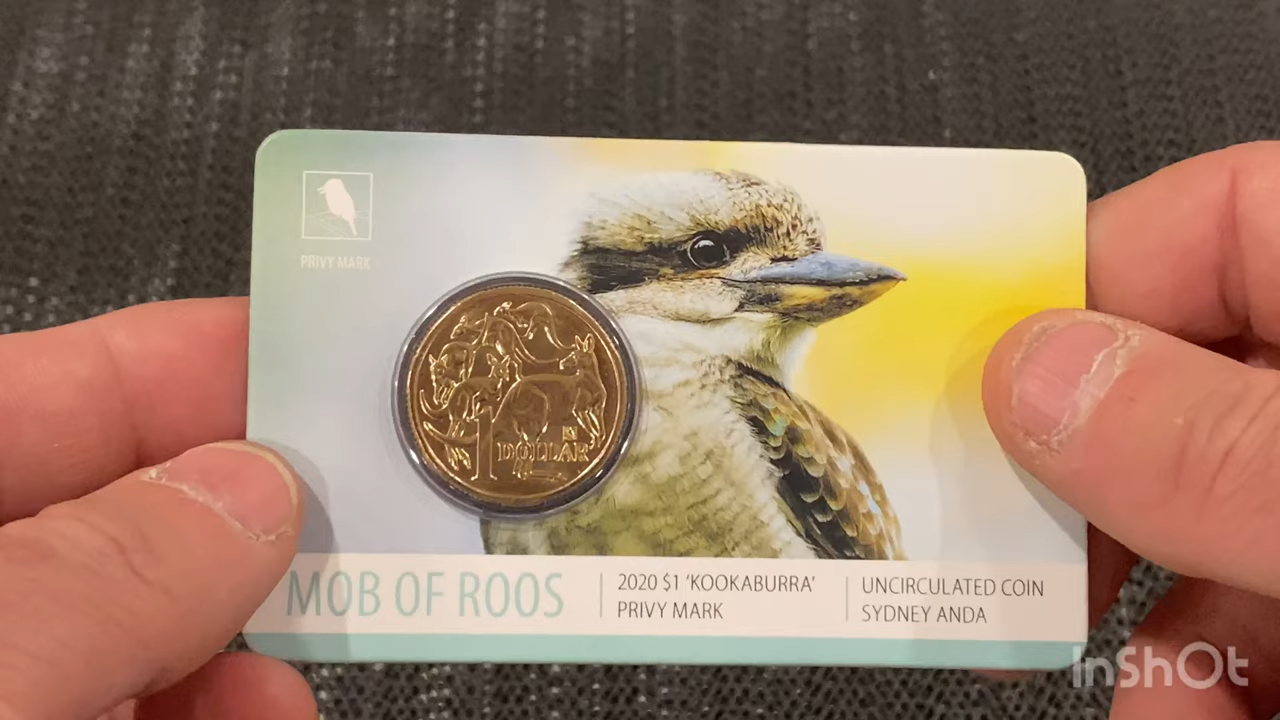 PRIVY MARK
1 DOLLAR
MOB OF ROOS
2020 $1 'KOOKABURRA'
PRIVY MARK
UNCIRCULATED COIN
SYDNEY ANDA
InShOt